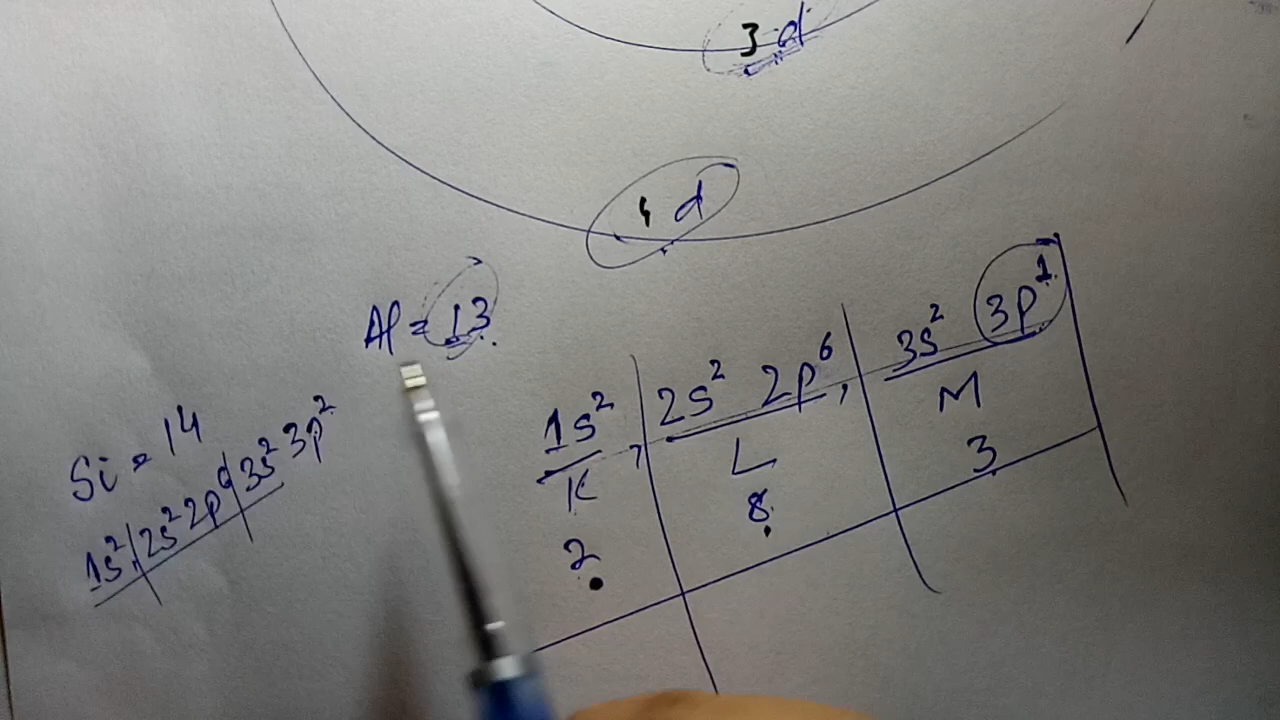 3d
4d
Al = 13
1s², 2s² 2p⁶, 3s² 3p¹
K L M
2 8 3
Si = 14
1s², 2s² 2p⁶ 3s² 3p²